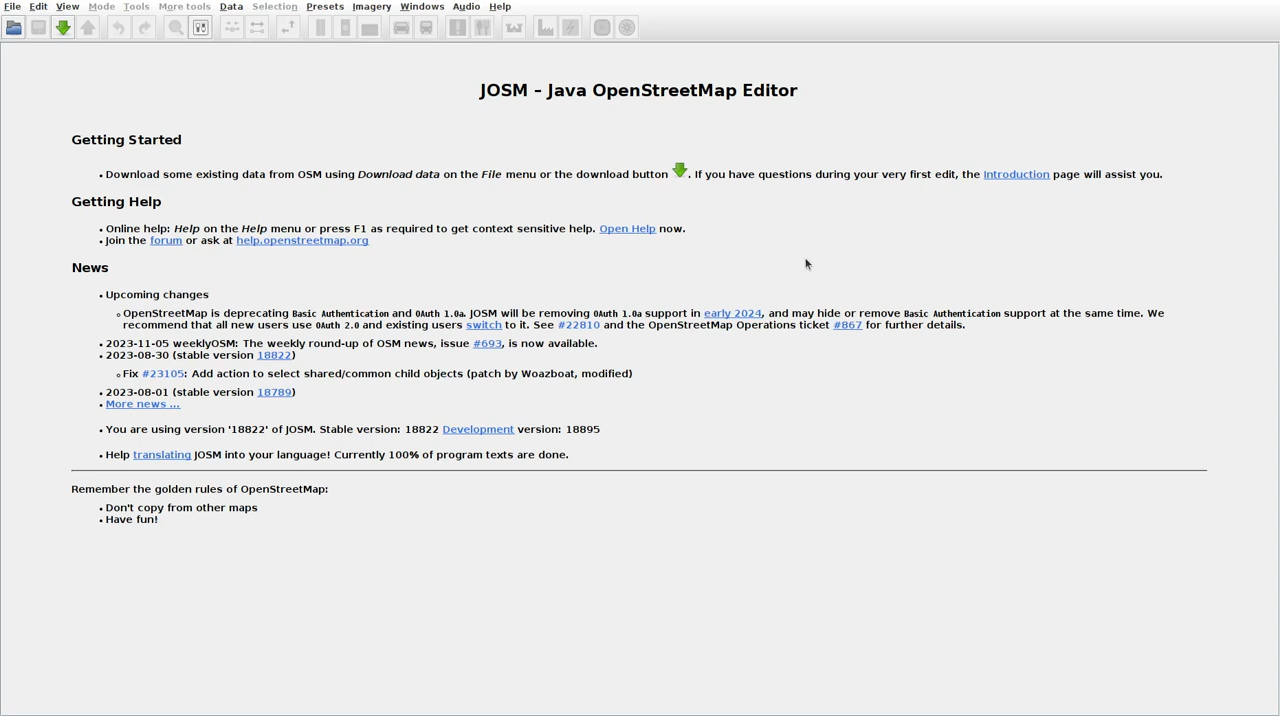 File Edit View Mode Tools More tools Data Selection Presets Imagery Windows Audio Help
JOSM – Java OpenStreetMap Editor
Getting Started
• Download some existing data from OSM using Download data on the File menu or the download button . If you have questions during your very first edit, the Introduction page will assist you.
Getting Help
• Online help: Help on the Help menu or press F1 as required to get context sensitive help. Open Help now.
• Join the forum or ask at help.openstreetmap.org
News
• Upcoming changes
◦ OpenStreetMap is deprecating Basic Authentication and OAuth 1.0a. JOSM will be removing OAuth 1.0a support in early 2024, and may hide or remove Basic Authentication support at the same time. We
recommend that all new users use OAuth 2.0 and existing users switch to it. See #22810 and the OpenStreetMap Operations ticket #867 for further details.
• 2023-11-05 weeklyOSM: The weekly round-up of OSM news, issue #693, is now available.
• 2023-08-30 (stable version 18822)
◦ Fix #23105: Add action to select shared/common child objects (patch by Woazboat, modified)
• 2023-08-01 (stable version 18789)
• More news ...
• You are using version '18822' of JOSM. Stable version: 18822 Development version: 18895
• Help translating JOSM into your language! Currently 100% of program texts are done.
Remember the golden rules of OpenStreetMap:
• Don't copy from other maps
• Have fun!